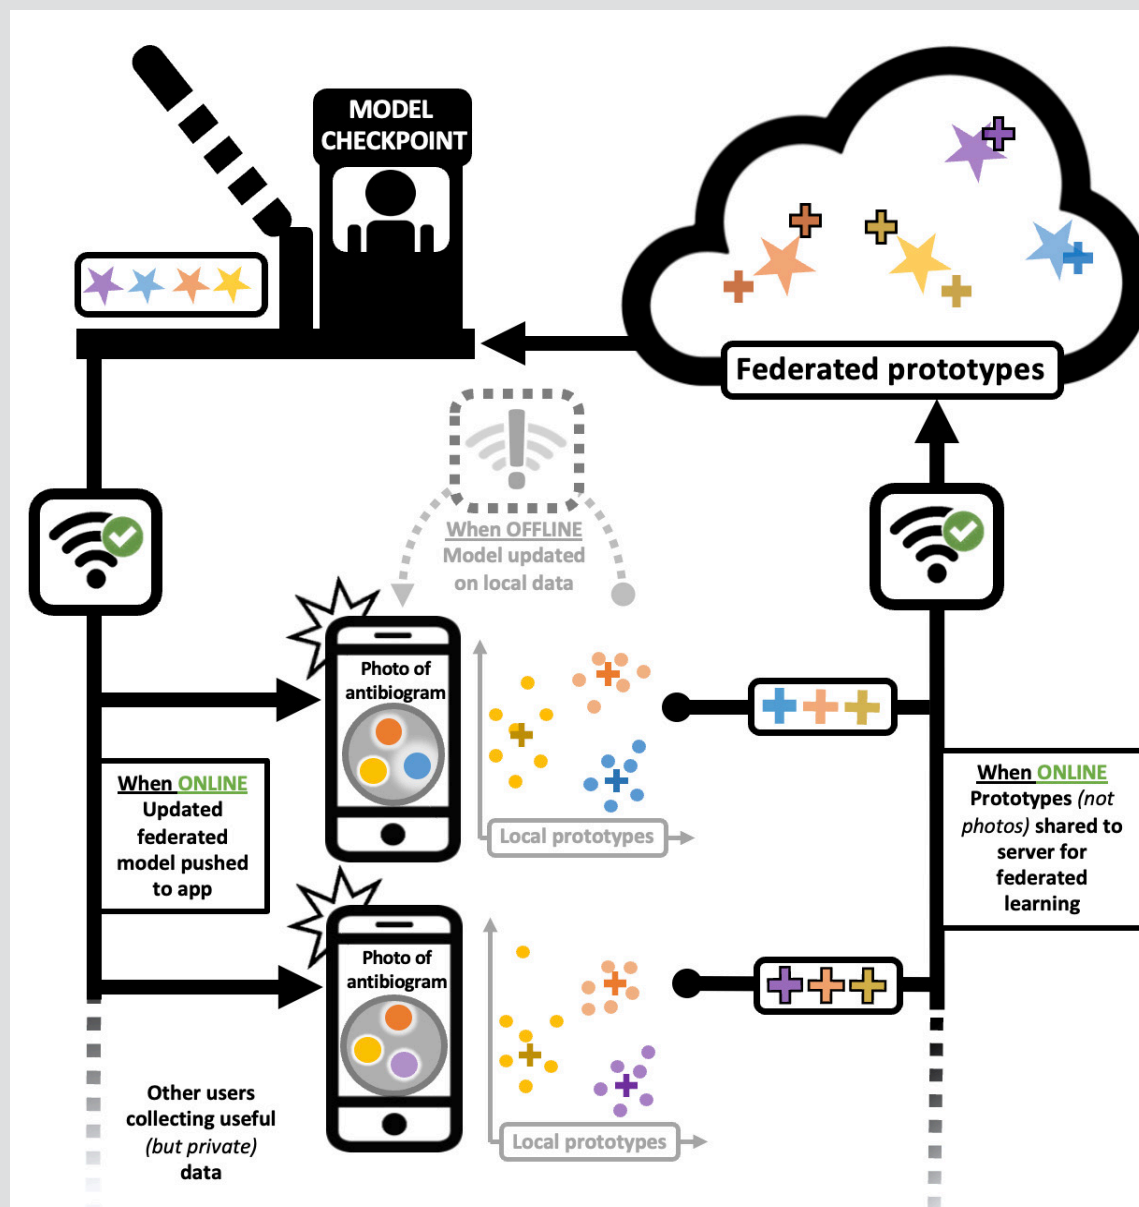 MODEL
CHECKPOINT
Federated prototypes
When OFFLINE
Model updated
on local data
Photo of
antibiogram
Local prototypes
When ONLINE
Updated
federated
model pushed
to app
When ONLINE
Prototypes (not
photos) shared to
server for
federated
learning
Photo of
antibiogram
Local prototypes
Other users
collecting useful
(but private)
data